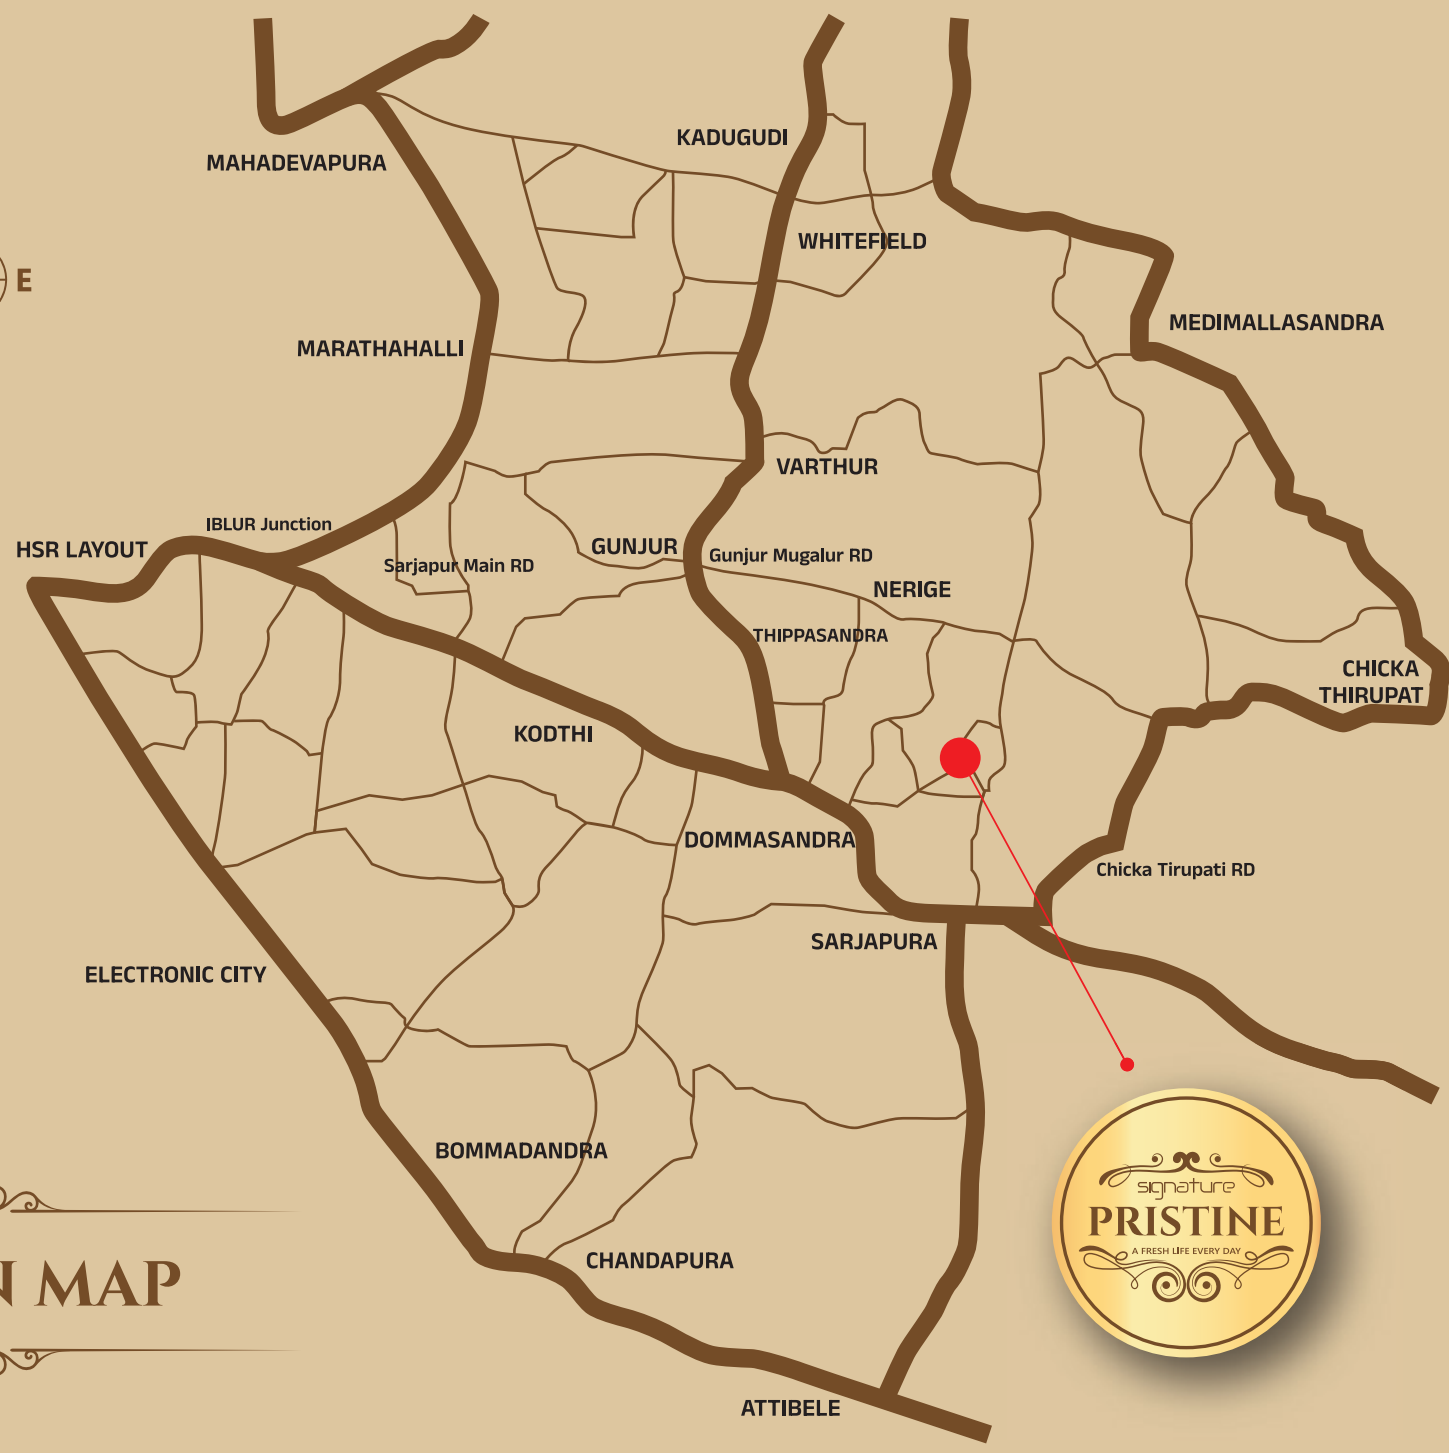 KADUGUDI
MAHADEVAPURA
WHITEFIELD
E
MEDIMALLASANDRA
MARATHAHALLI
VARTHUR
IBLUR Junction
HSR LAYOUT
GUNJUR
Gunjur Mugalur RD
Sarjapur Main RD
NERIGE
THIPPASANDRA
CHICKA
THIRUPAT
KODTHI
DOMMASANDRA
Chicka Tirupati RD
SARJAPURA
ELECTRONIC CITY
BOMMADANDRA
signature
PRISTINE
A FRESH LIFE EVERY DAY
CHANDAPURA
N MAP
ATTIBELE